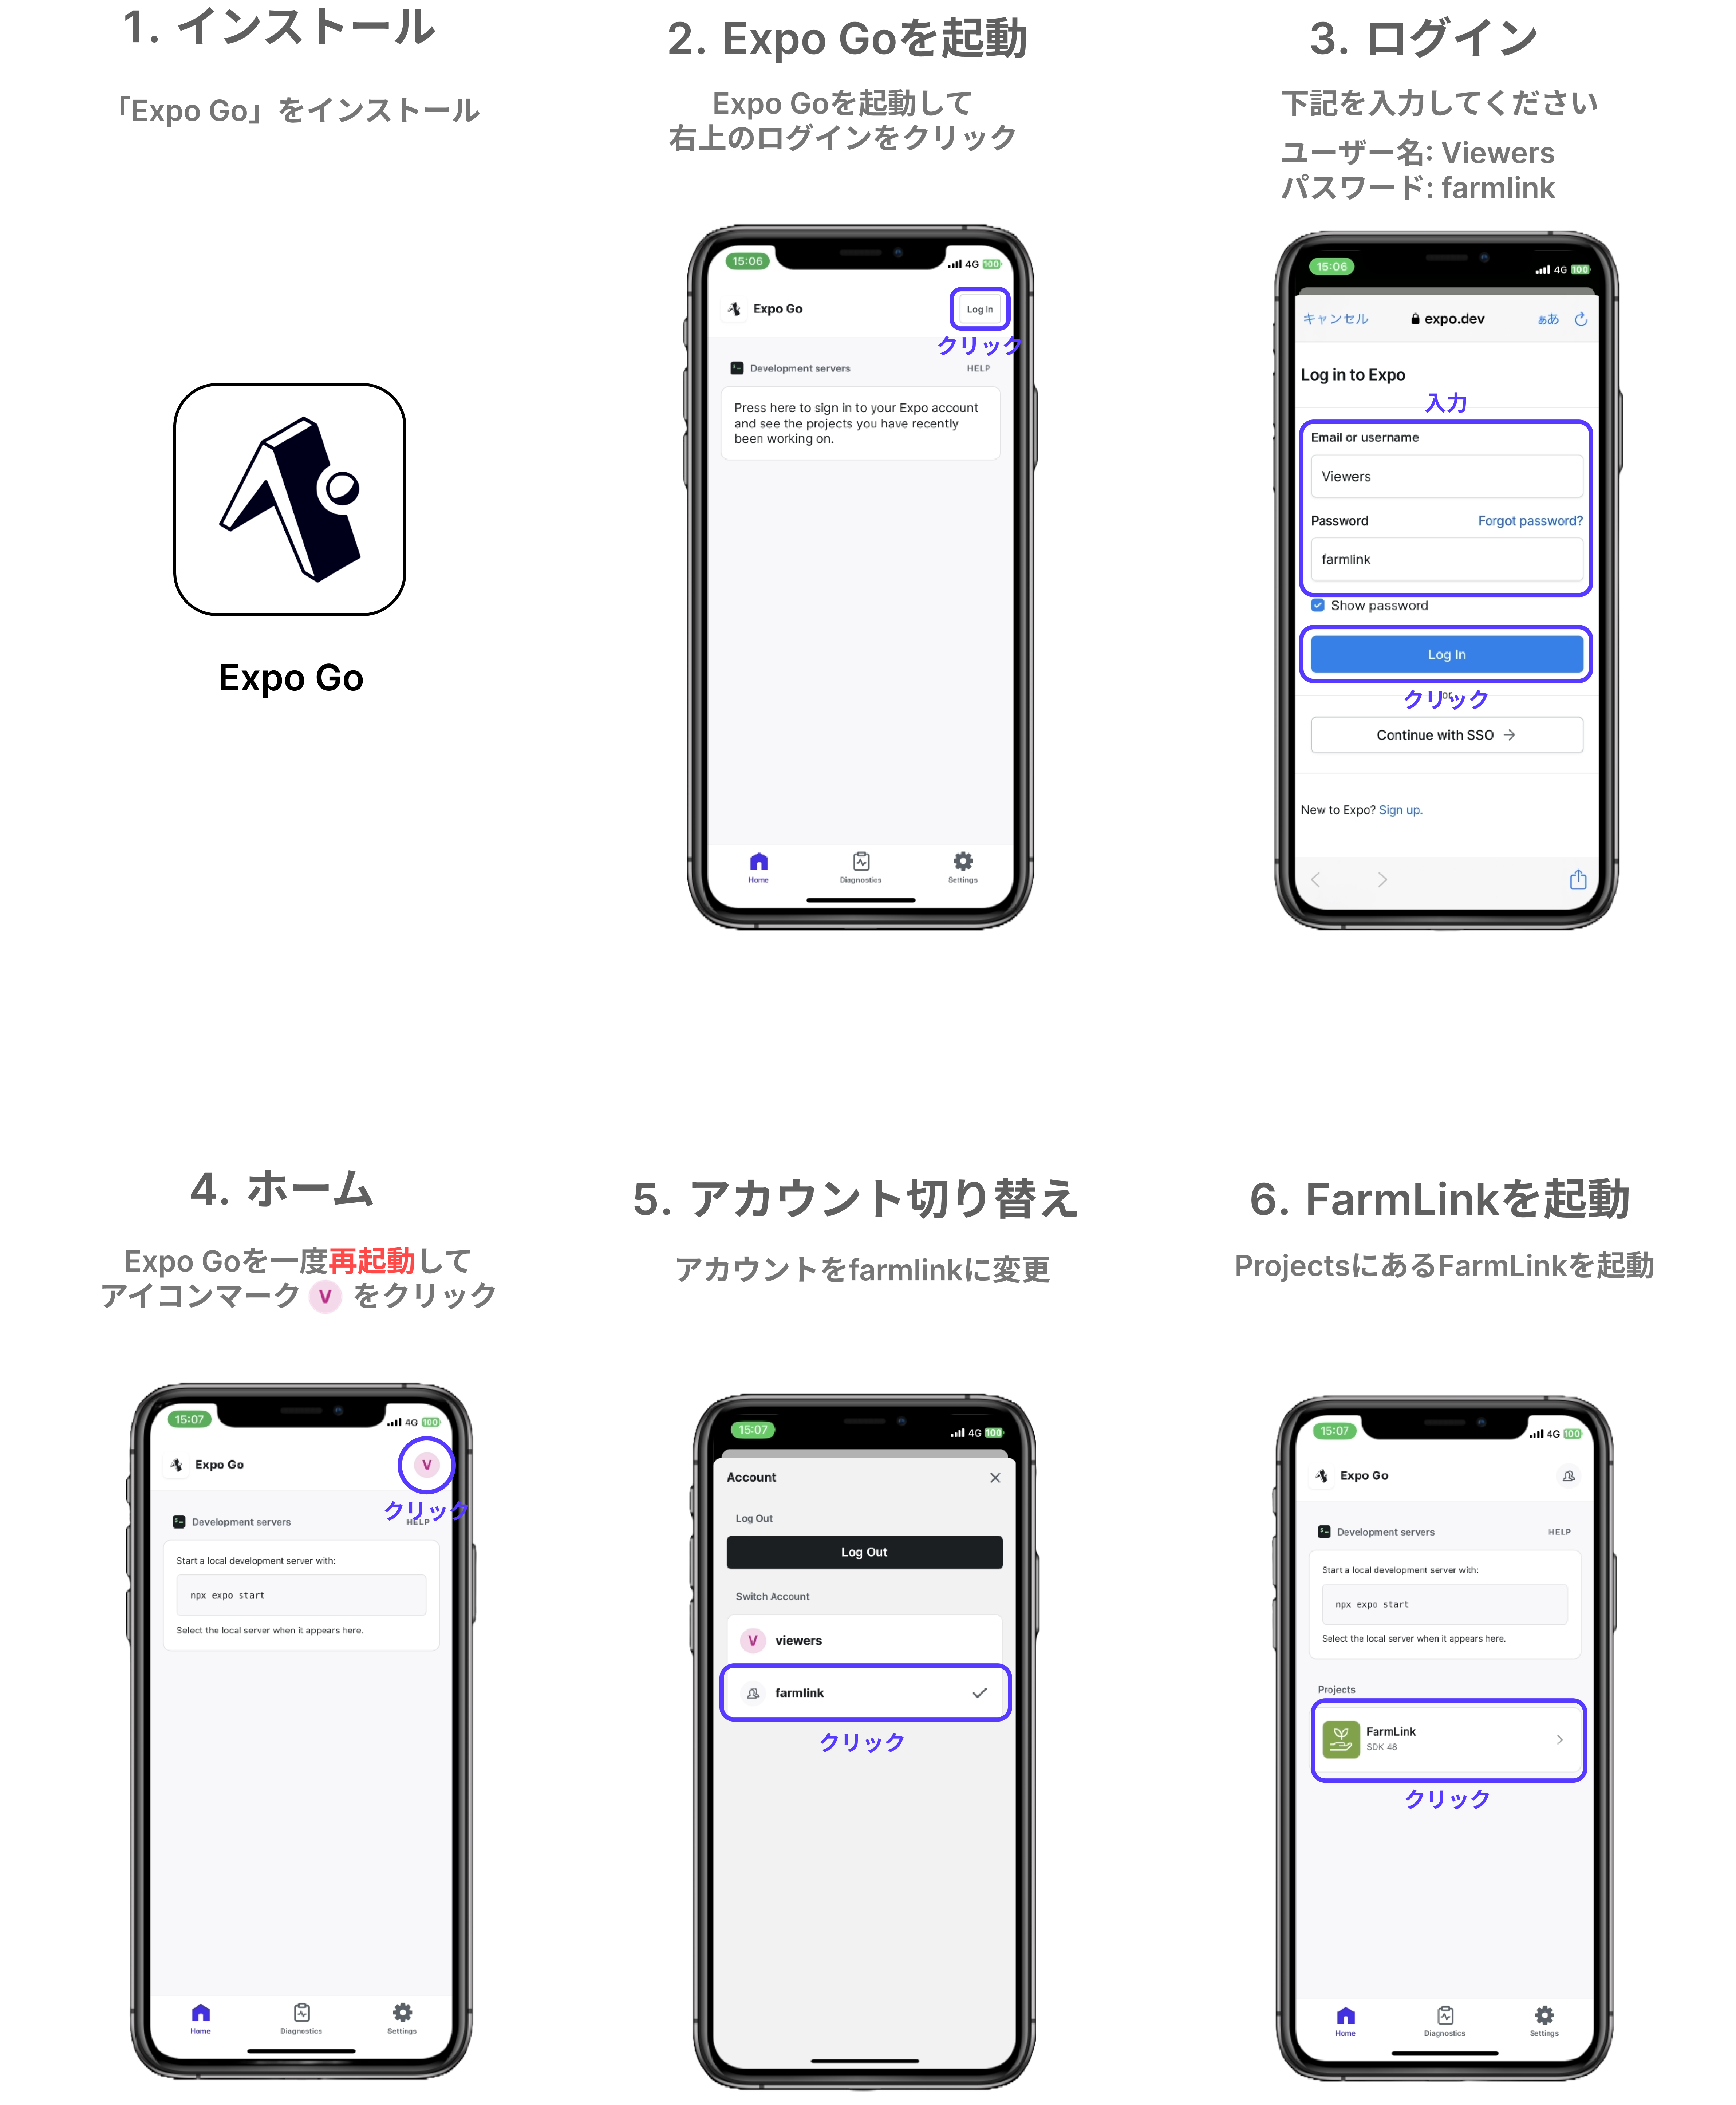 1. インストール
「Expo Go」をインストール
Expo Go
2. Expo Goを起動
Expo Goを起動して
右上のログインをクリック
15:06
4G 100
Expo Go
Log In
クリック
Development servers
HELP
Press here to sign in to your Expo account
and see the projects you have recently
been working on.
Home
Diagnostics
Settings
3. ログイン
下記を入力してください
ユーザー名: Viewers
パスワード: farmlink
15:06
4G 100
キャンセル
expo.dev
ぁあ
Log in to Expo
入力
Email or username
Viewers
Password
Forgot password?
farmlink
Show password
Log In
or
クリック
Continue with SSO →
New to Expo? Sign up.
4. ホーム
Expo Goを一度再起動して
アイコンマーク V をクリック
15:07
4G 100
Expo Go
V
クリック
Development servers
HELP
Start a local development server with:
npx expo start
Select the local server when it appears here.
Home
Diagnostics
Settings
5. アカウント切り替え
アカウントをfarmlinkに変更
15:07
4G 100
Account
Log Out
Log Out
Switch Account
V viewers
farmlink
クリック
6. FarmLinkを起動
ProjectsにあるFarmLinkを起動
15:07
4G 100
Expo Go
Development servers
HELP
Start a local development server with:
npx expo start
Select the local server when it appears here.
Projects
FarmLink
SDK 48
クリック
Home
Diagnostics
Settings